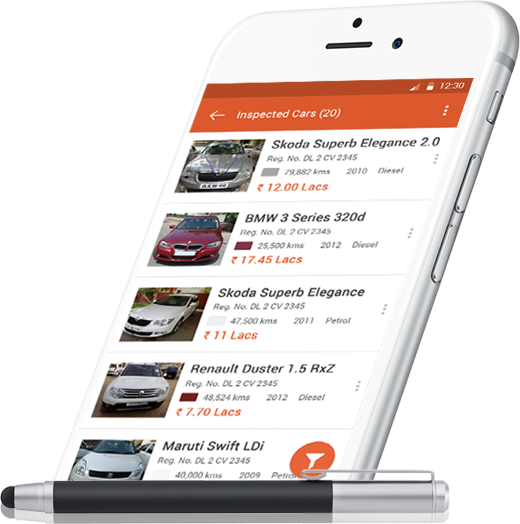 12:30
Inspected Cars (20)
Skoda Superb Elegance 2.0
Reg. No. DL 2 CV 2345
79,882 kms 2010 Diesel
₹ 12.00 Lacs
BMW 3 Series 320d
Reg. No. DL 2 CV 2345
25,500 kms 2012 Diesel
₹ 17.45 Lacs
Skoda Superb Elegance
Reg. No. DL 2 CV 2345
47,500 kms 2011 Petrol
₹ 11 Lacs
Renault Duster 1.5 RxZ
Reg. No. DL 2 CV 2345
48,524 kms 2012 Diesel
₹ 7.70 Lacs
Maruti Swift LDi
Reg. No. DL 2 CV 2345
40,000 kms 2009 Petrol